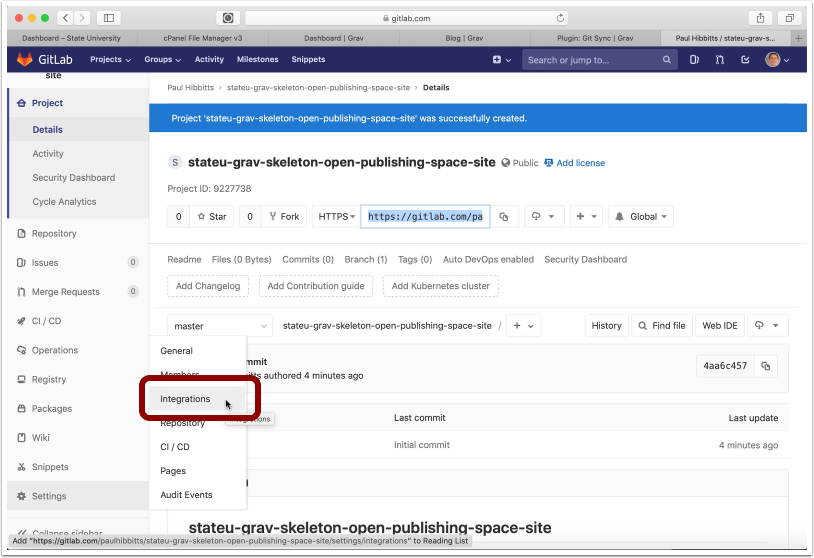 gitlab.com
Dashboard – State University
cPanel File Manager v3
Dashboard | Grav
Blog | Grav
Plugin: Git Sync | Grav
Paul Hibbitts / stateu-grav-s...
GitLab
Projects
Groups
Activity
Milestones
Snippets
Search or jump to...
site
Project
Details
Activity
Security Dashboard
Cycle Analytics
Repository
Issues 0
Merge Requests 0
CI / CD
Operations
Registry
Packages
Wiki
Snippets
Settings
Collapse sidebar
Paul Hibbitts > stateu-grav-skeleton-open-publishing-space-site > Details
Project 'stateu-grav-skeleton-open-publishing-space-site' was successfully created.
S stateu-grav-skeleton-open-publishing-space-site Public Add license
Project ID: 9227738
0 Star 0 Fork HTTPS https://gitlab.com/pa Global
Readme Files (0 Bytes) Commits (0) Branch (1) Tags (0) Auto DevOps enabled Security Dashboard
Add Changelog Add Contribution guide Add Kubernetes cluster
master stateu-grav-skeleton-open-publishing-space-site / + History Find file Web IDE
General
Members
Integrations
Repository
CI / CD
Pages
Audit Events
authored 4 minutes ago
4aa6c457
Last commit Last update
Initial commit 4 minutes ago
stateu-grav-skeleton-open-publishing-space-site
Add "https://gitlab.com/paulhibbitts/stateu-grav-skeleton-open-publishing-space-site/settings/integrations" to Reading List